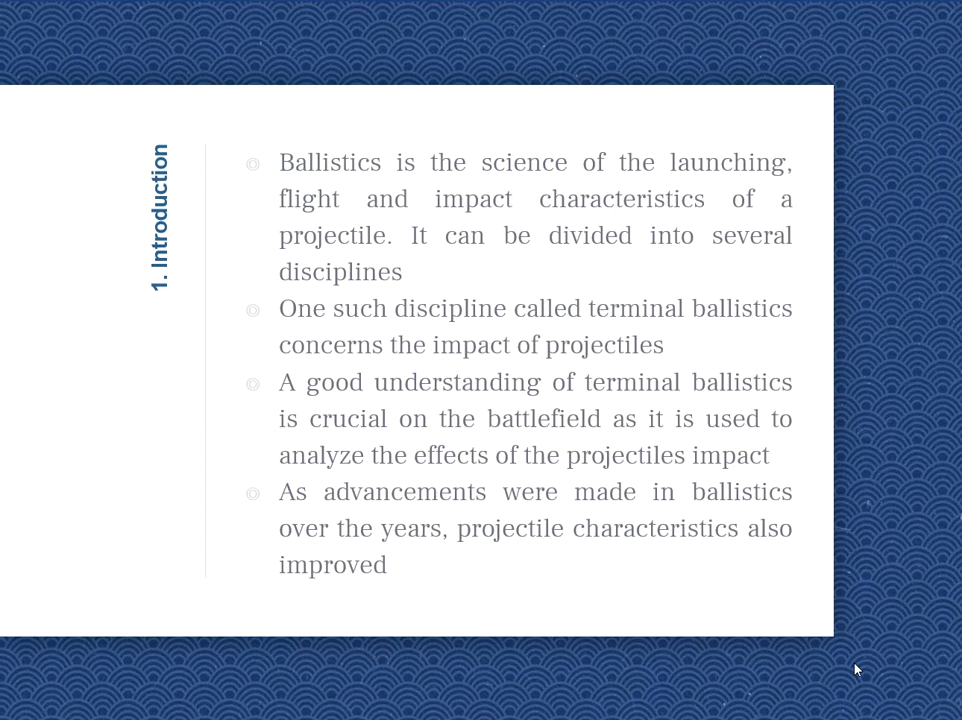 1. Introduction
Ballistics is the science of the launching,
flight and impact characteristics of a
projectile. It can be divided into several
disciplines
One such discipline called terminal ballistics
concerns the impact of projectiles
A good understanding of terminal ballistics
is crucial on the battlefield as it is used to
analyze the effects of the projectiles impact
As advancements were made in ballistics
over the years, projectile characteristics also
improved